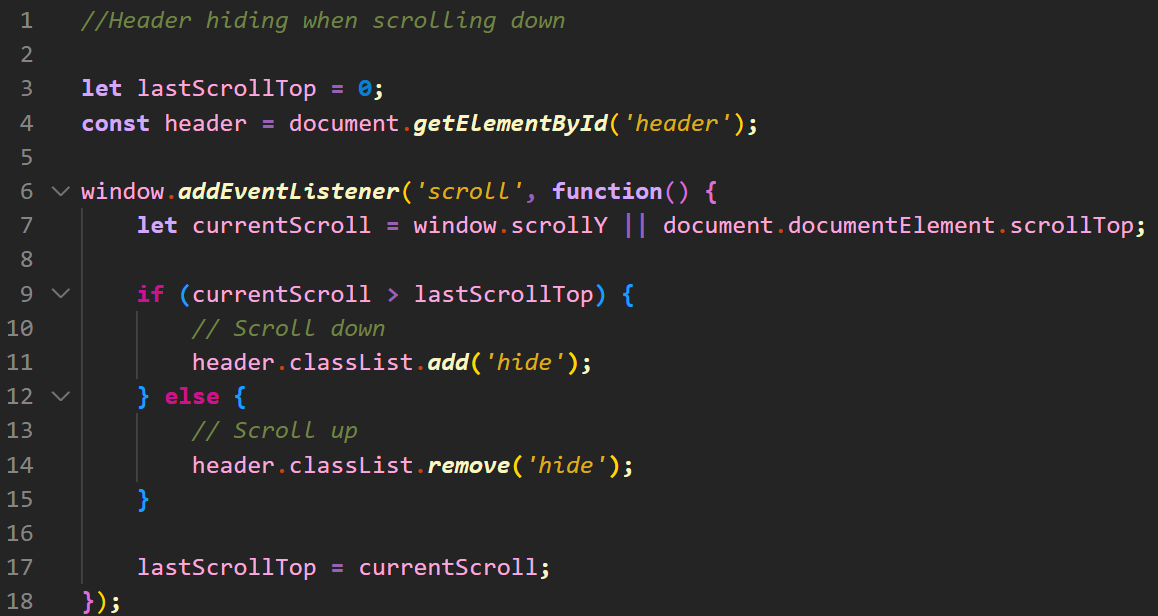 1 //Header hiding when scrolling down
2
3 let lastScrollTop = 0;
4 const header = document.getElementById('header');
5
6 window.addEventListener('scroll', function() {
7 let currentScroll = window.scrollY || document.documentElement.scrollTop;
8
9 if (currentScroll > lastScrollTop) {
10 // Scroll down
11 header.classList.add('hide');
12 } else {
13 // Scroll up
14 header.classList.remove('hide');
15 }
16
17 lastScrollTop = currentScroll;
18 });